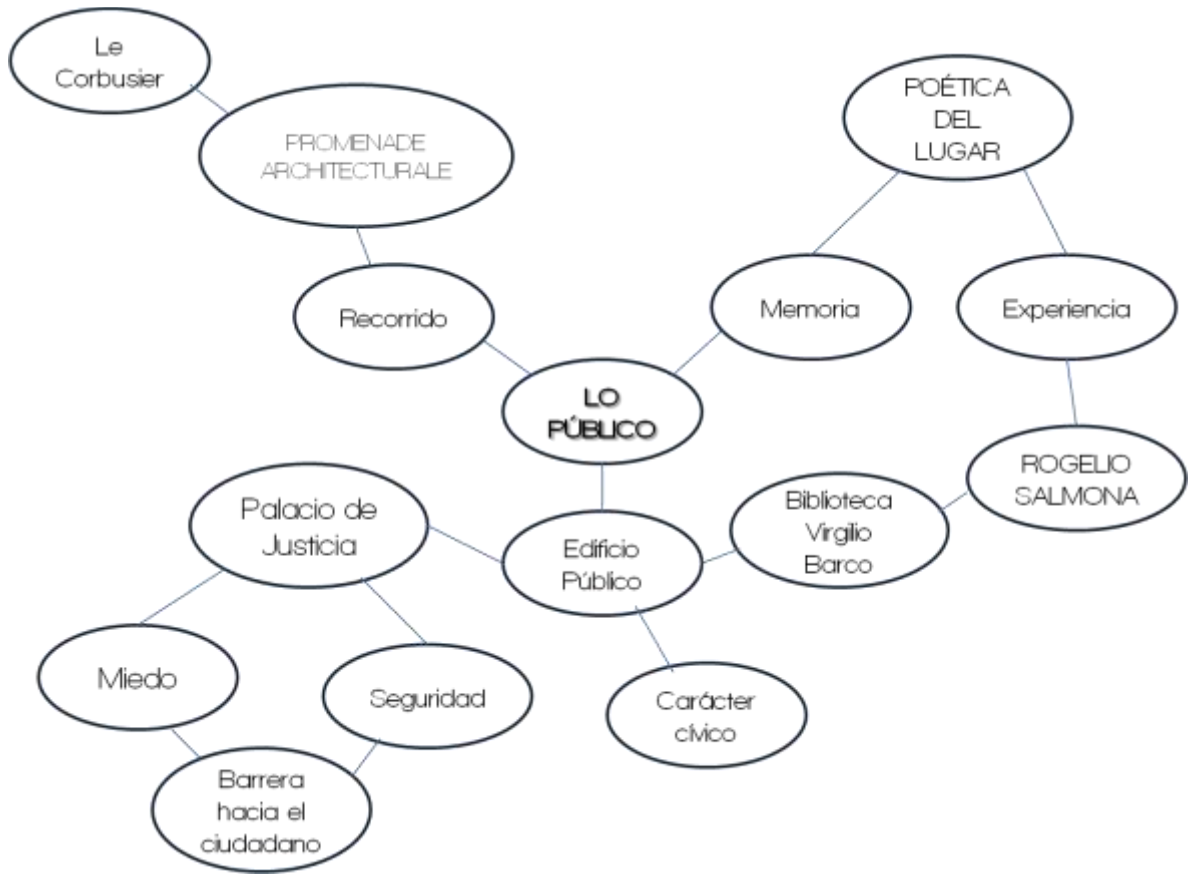 Le
Corbusier
PROMENADE
ARCHITECTURALE
POÉTICA
DEL
LUGAR
Recorrido
Memoria
Experiencia
LO
PÚBLICO
Palacio de
Justicia
Edificio
Público
Biblioteca
Virgilio
Barco
ROGELIO
SALMONA
Miedo
Seguridad
Carácter
cívico
Barrera
hacia el
ciudadano